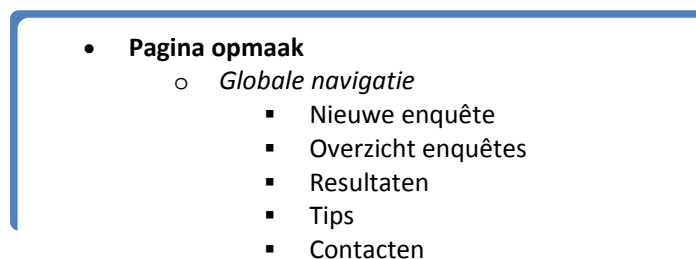 • Pagina opmaak
o Globale navigatie
▪ Nieuwe enquête
▪ Overzicht enquêtes
▪ Resultaten
▪ Tips
▪ Contacten